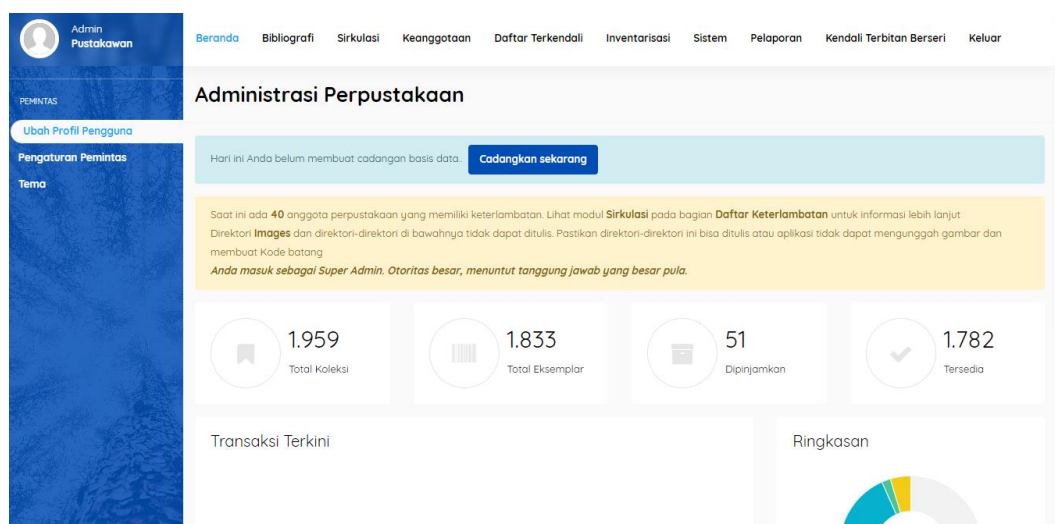 Admin
Pustakawan
Beranda Bibliografi Sirkulasi Keanggotaan Daftar Terkendali Inventarisasi Sistem Pelaporan Kendali Terbitan Berseri Keluar
PEMINTAS
Ubah Profil Pengguna
Pengaturan Pemintas
Tema
Administrasi Perpustakaan
Hari ini Anda belum membuat cadangan basis data.. Cadangkan sekarang
Saat ini ada 40 anggota perpustakaan yang memiliki keterlambatan. Lihat modul Sirkulasi pada bagian Daftar Keterlambatan untuk informasi lebih lanjut
Direktori Images dan direktori-direktori di bawahnya tidak dapat ditulis. Pastikan direktori-direktori ini bisa ditulis atau aplikasi tidak dapat mengunggah gambar dan
membuat Kode batang
Anda masuk sebagai Super Admin. Otoritas besar, menuntut tanggung jawab yang besar pula.
1.959
Total Koleksi
1.833
Total Eksemplar
51
Dipinjamkan
1.782
Tersedia
Transaksi Terkini
Ringkasan